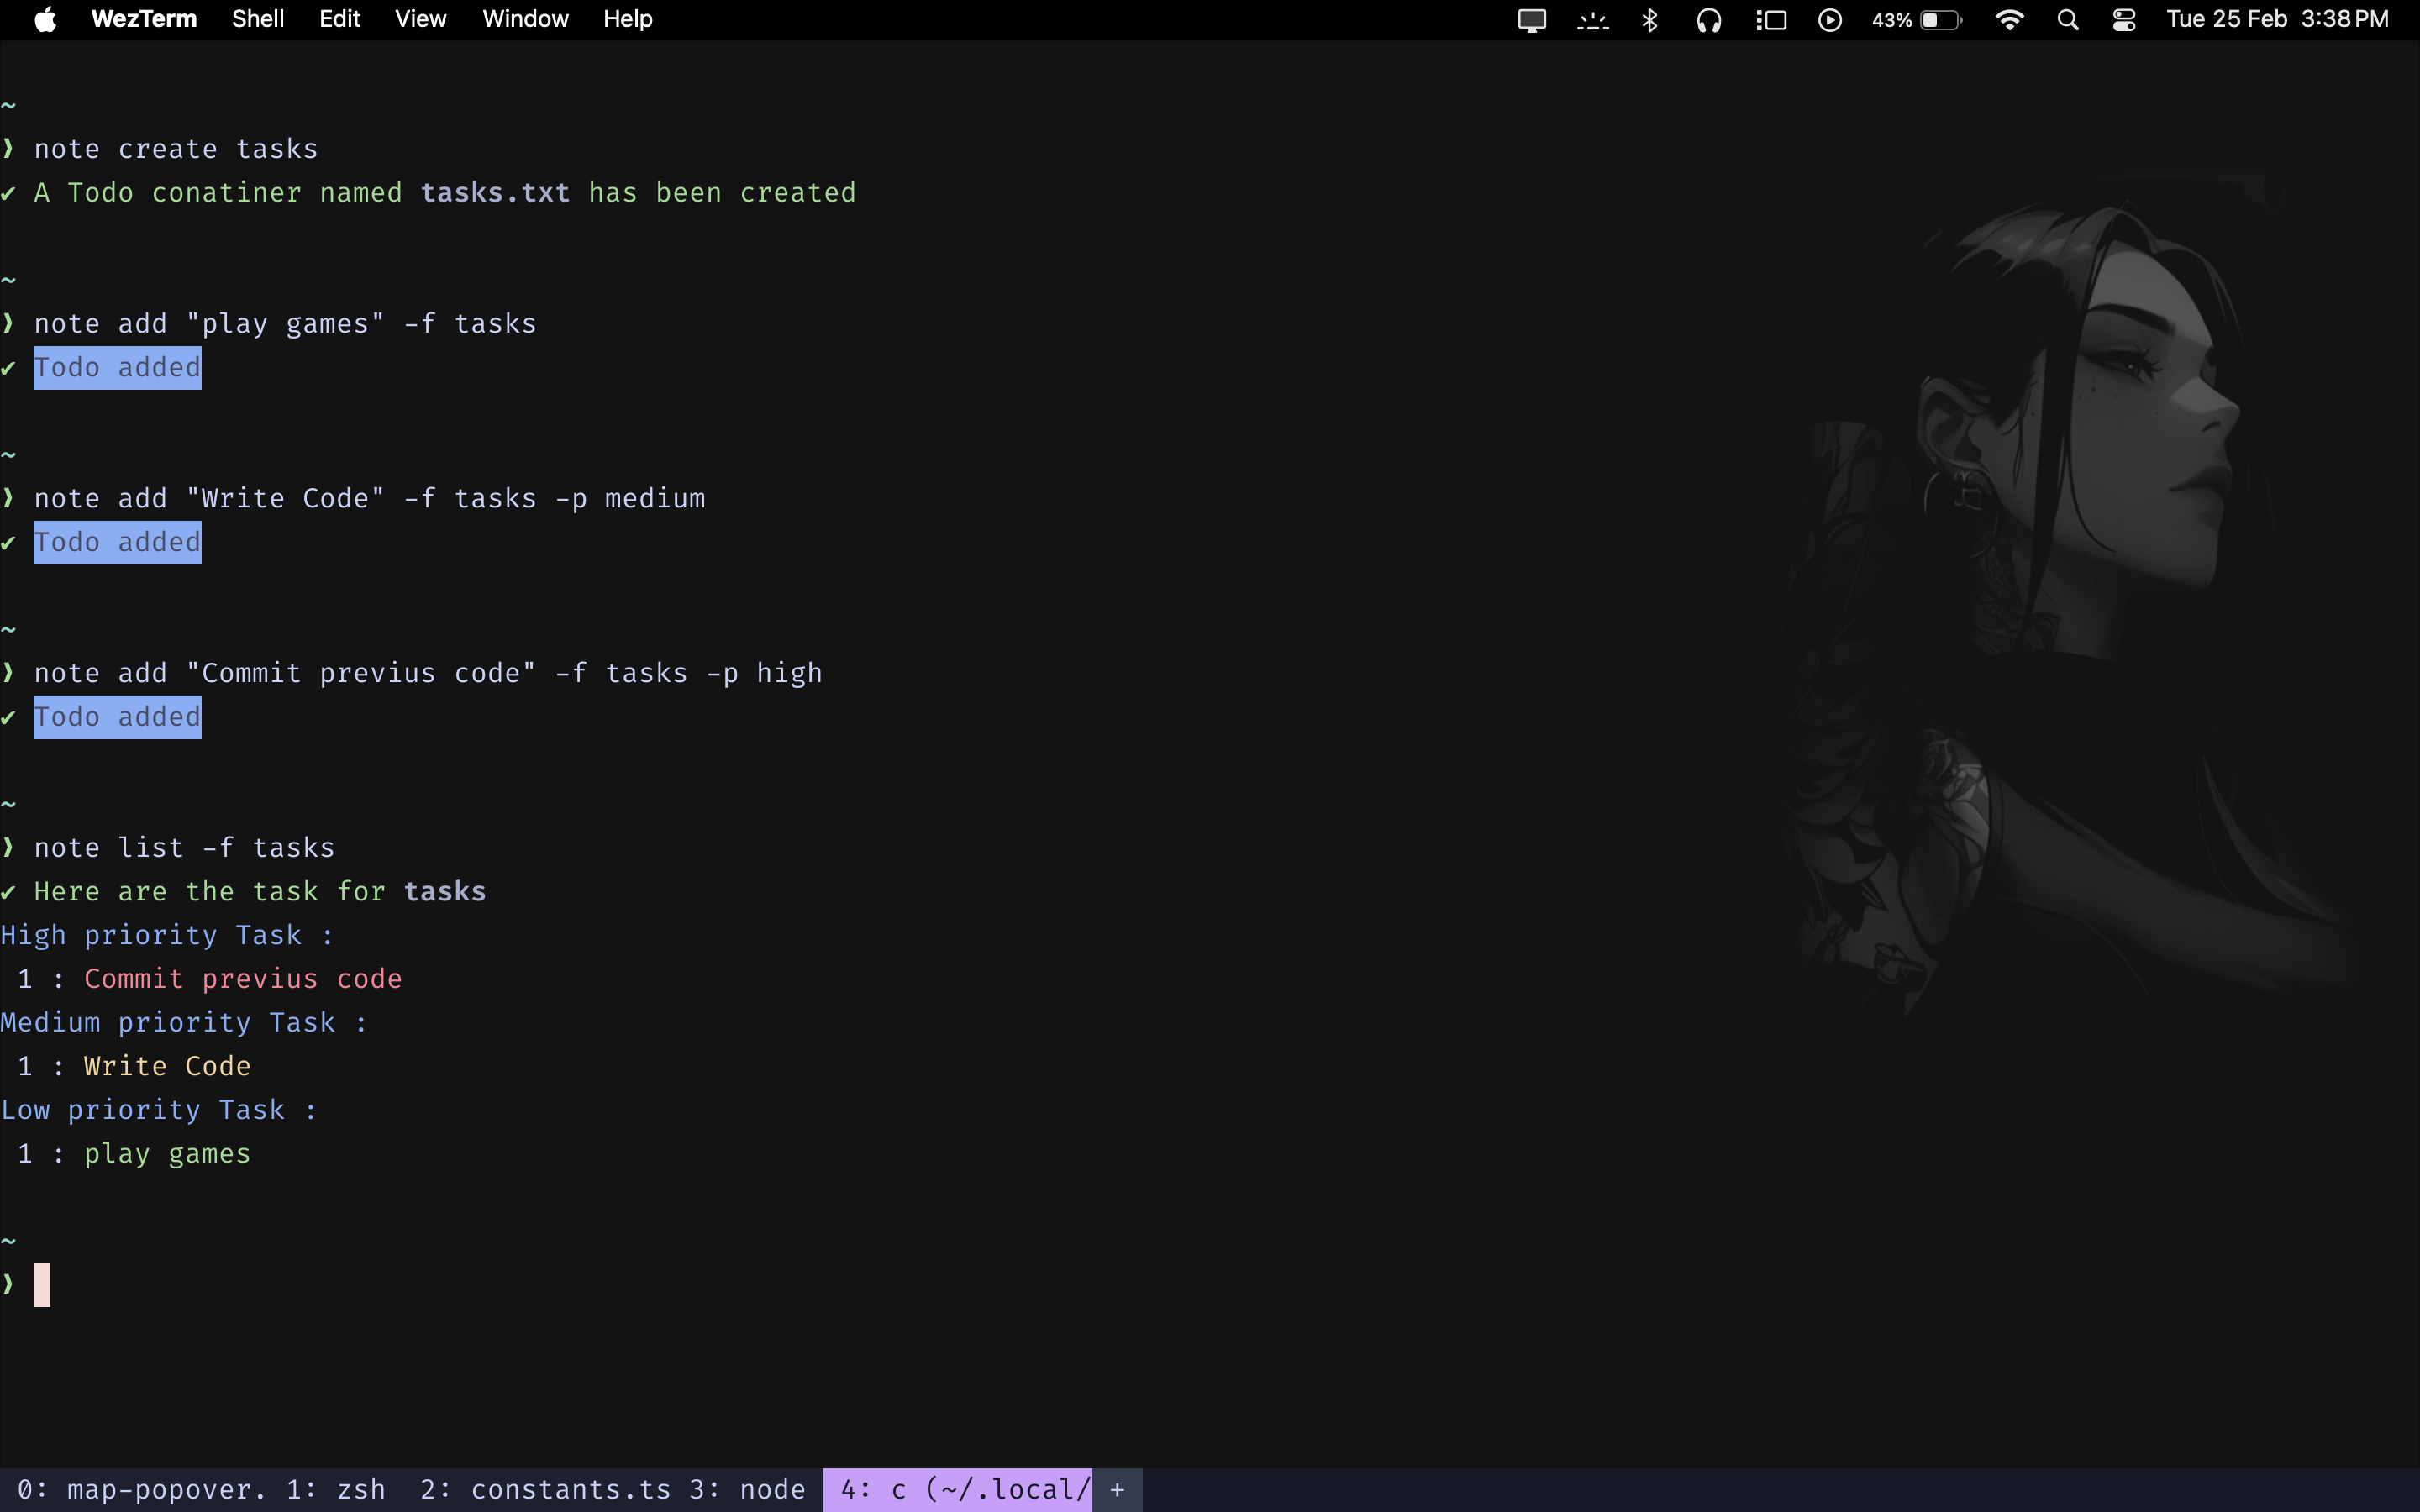 WezTerm Shell Edit View Window Help 43% Tue 25 Feb 3:38 PM
~
❯ note create tasks
✔ A Todo conatiner named tasks.txt has been created
~
❯ note add "play games" -f tasks
✔ Todo added
~
❯ note add "Write Code" -f tasks -p medium
✔ Todo added
~
❯ note add "Commit previus code" -f tasks -p high
✔ Todo added
~
❯ note list -f tasks
✔ Here are the task for tasks
High priority Task :
1 : Commit previus code
Medium priority Task :
1 : Write Code
Low priority Task :
1 : play games
~
❯
0: map-popover. 1: zsh 2: constants.ts 3: node 4: c (~/.local/ +